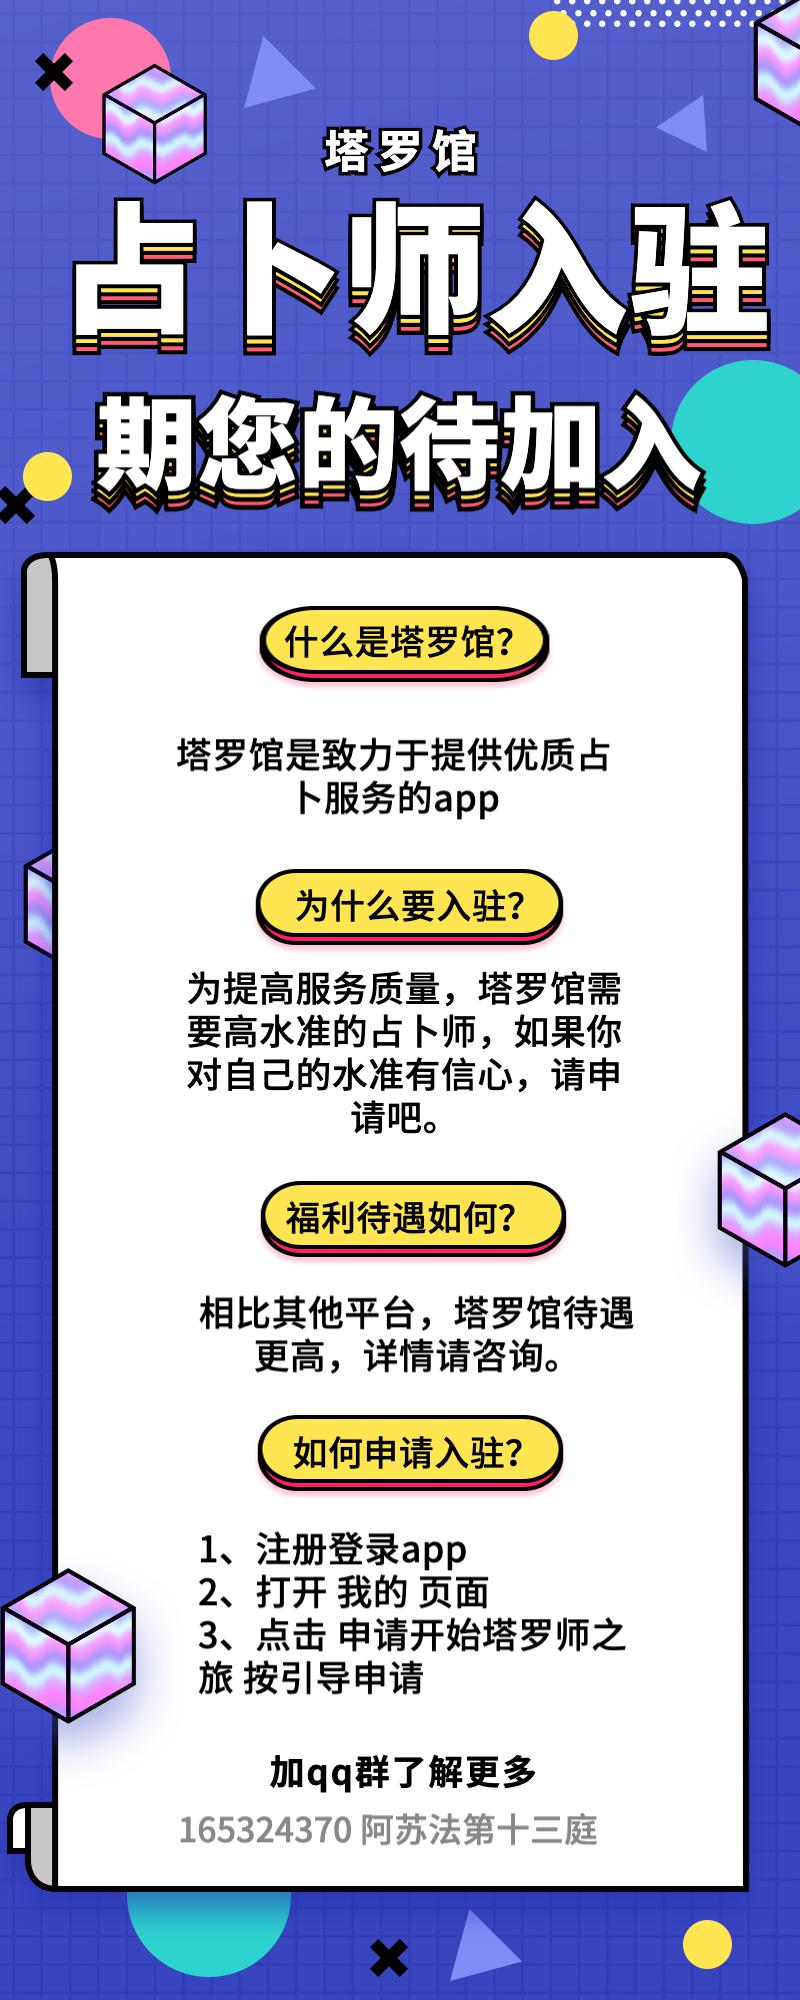 塔罗馆
占卜师入驻
期您的待加入
什么是塔罗馆？
塔罗馆是致力于提供优质占
卜服务的app
为什么要入驻？
为提高服务质量，塔罗馆需
要高水准的占卜师，如果你
对自己的水准有信心，请申
请吧。
福利待遇如何？
相比其他平台，塔罗馆待遇
更高，详情请咨询。
如何申请入驻？
1、注册登录app
2、打开 我的 页面
3、点击 申请开始塔罗师之
旅 按引导申请
加qq群了解更多
165324370 阿苏法第十三庭